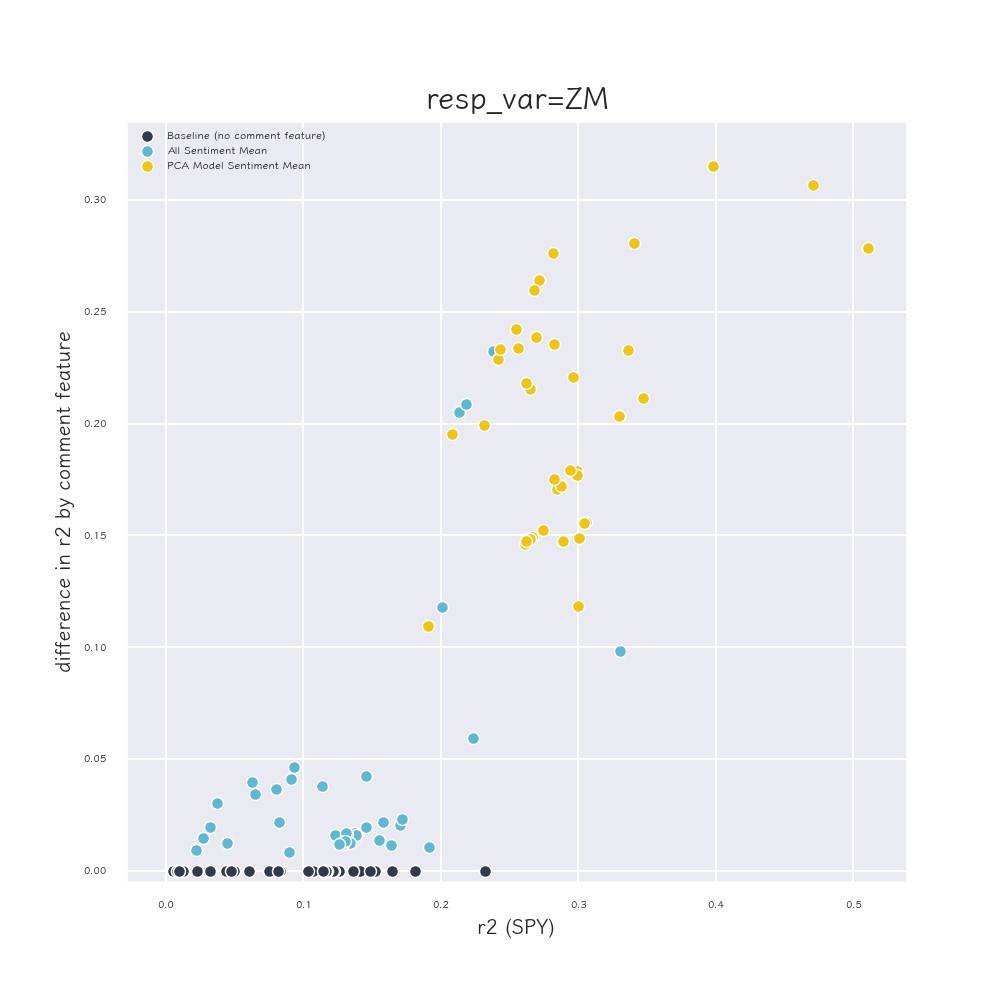 resp_var=ZM
Baseline (no comment feature)
All Sentiment Mean
PCA Model Sentiment Mean
difference in r2 by comment feature
0.30
0.25
0.20
0.15
0.10
0.05
0.00
0.0 0.1 0.2 0.3 0.4 0.5
r2 (SPY)